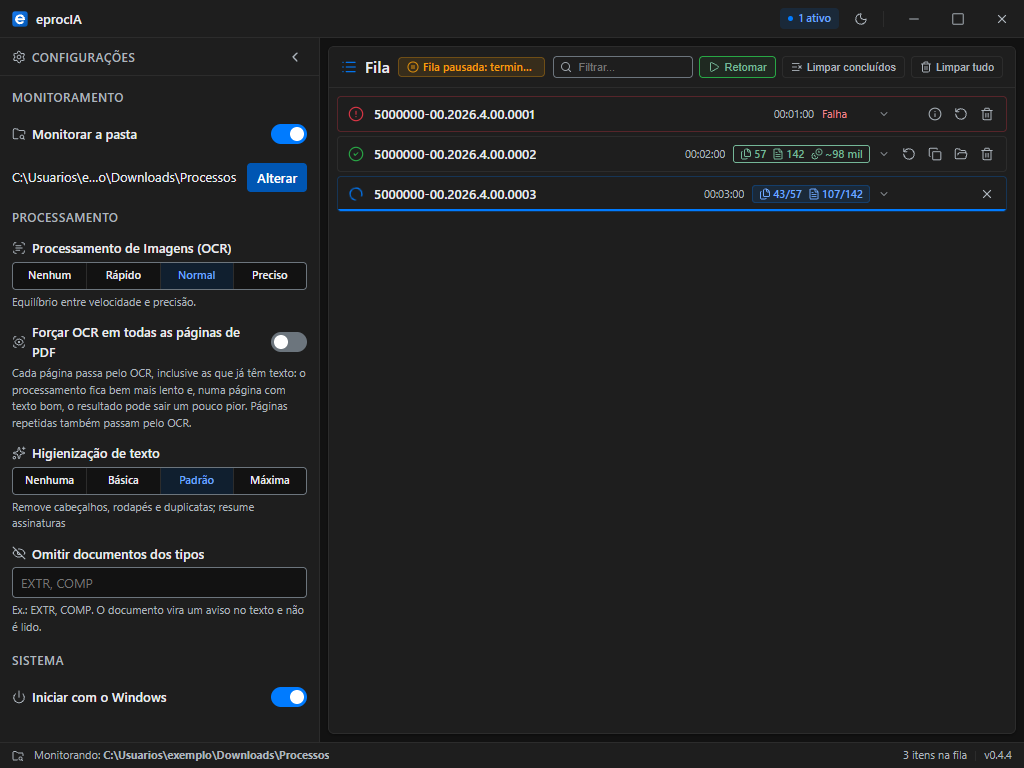 eprocIA
1 ativo
CONFIGURAÇÕES
MONITORAMENTO
Monitorar a pasta
C:\Usuarios\e...o\Downloads\Processos
Alterar
PROCESSAMENTO
Processamento de Imagens (OCR)
Nenhum Rápido Normal Preciso
Equilíbrio entre velocidade e precisão.
Forçar OCR em todas as páginas de
PDF
Cada página passa pelo OCR, inclusive as que já têm texto: o
processamento fica bem mais lento e, numa página com
texto bom, o resultado pode sair um pouco pior. Páginas
repetidas também passam pelo OCR.
Higienização de texto
Nenhuma Básica Padrão Máxima
Remove cabeçalhos, rodapés e duplicatas; resume
assinaturas
Omitir documentos dos tipos
EXTR, COMP
Ex.: EXTR, COMP. O documento vira um aviso no texto e não
é lido.
SISTEMA
Iniciar com o Windows
Fila
Fila pausada: termin...
Filtrar...
Retomar
Limpar concluídos
Limpar tudo
5000000-00.2026.4.00.0001 00:01:00 Falha
5000000-00.2026.4.00.0002 00:02:00 57 142 ~98 mil
5000000-00.2026.4.00.0003 00:03:00 43/57 107/142
Monitorando: C:\Usuarios\exemplo\Downloads\Processos
3 itens na fila
v0.4.4